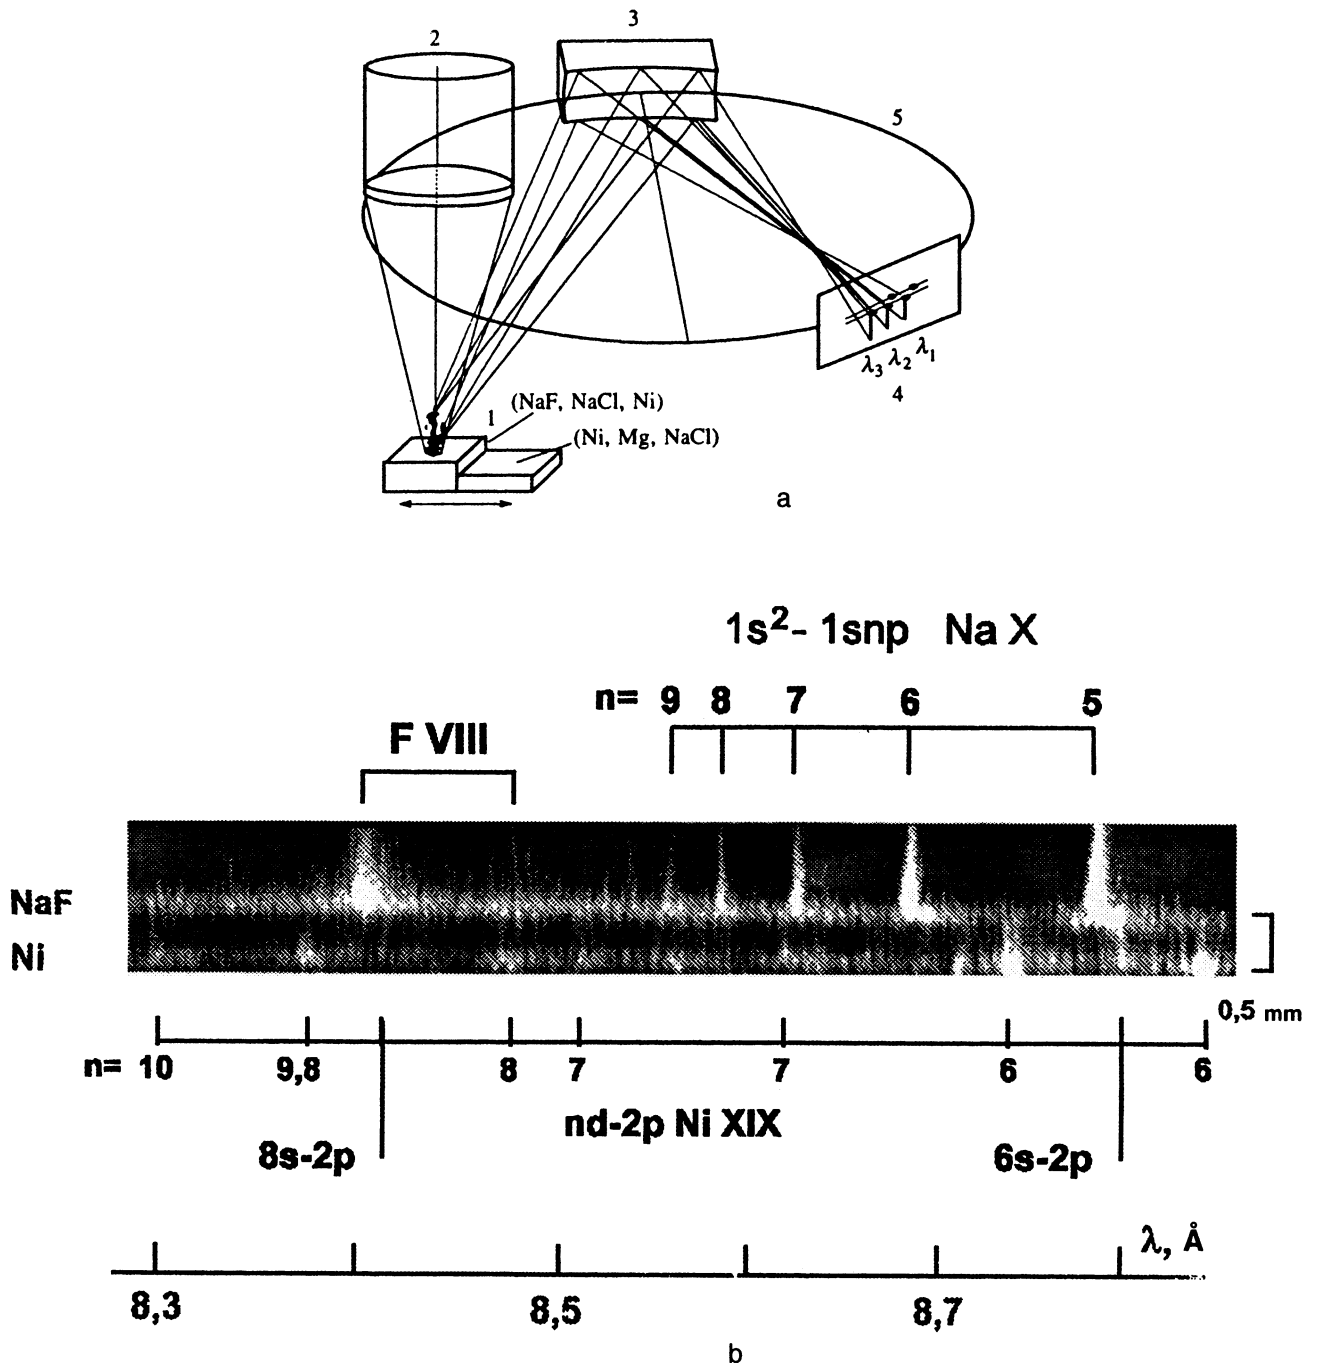 2
3
5
1
(NaF, NaCl, Ni)
(Ni, Mg, NaCl)
λ3 λ2 λ1
4
a
1s²- 1snp Na X
n= 9 8 7 6 5
F VIII
NaF
Ni
0,5 mm
n= 10 9,8 8 7 7 6 6
nd-2p Ni XIX
8s-2p
6s-2p
λ, Å
8,3 8,5 8,7
b